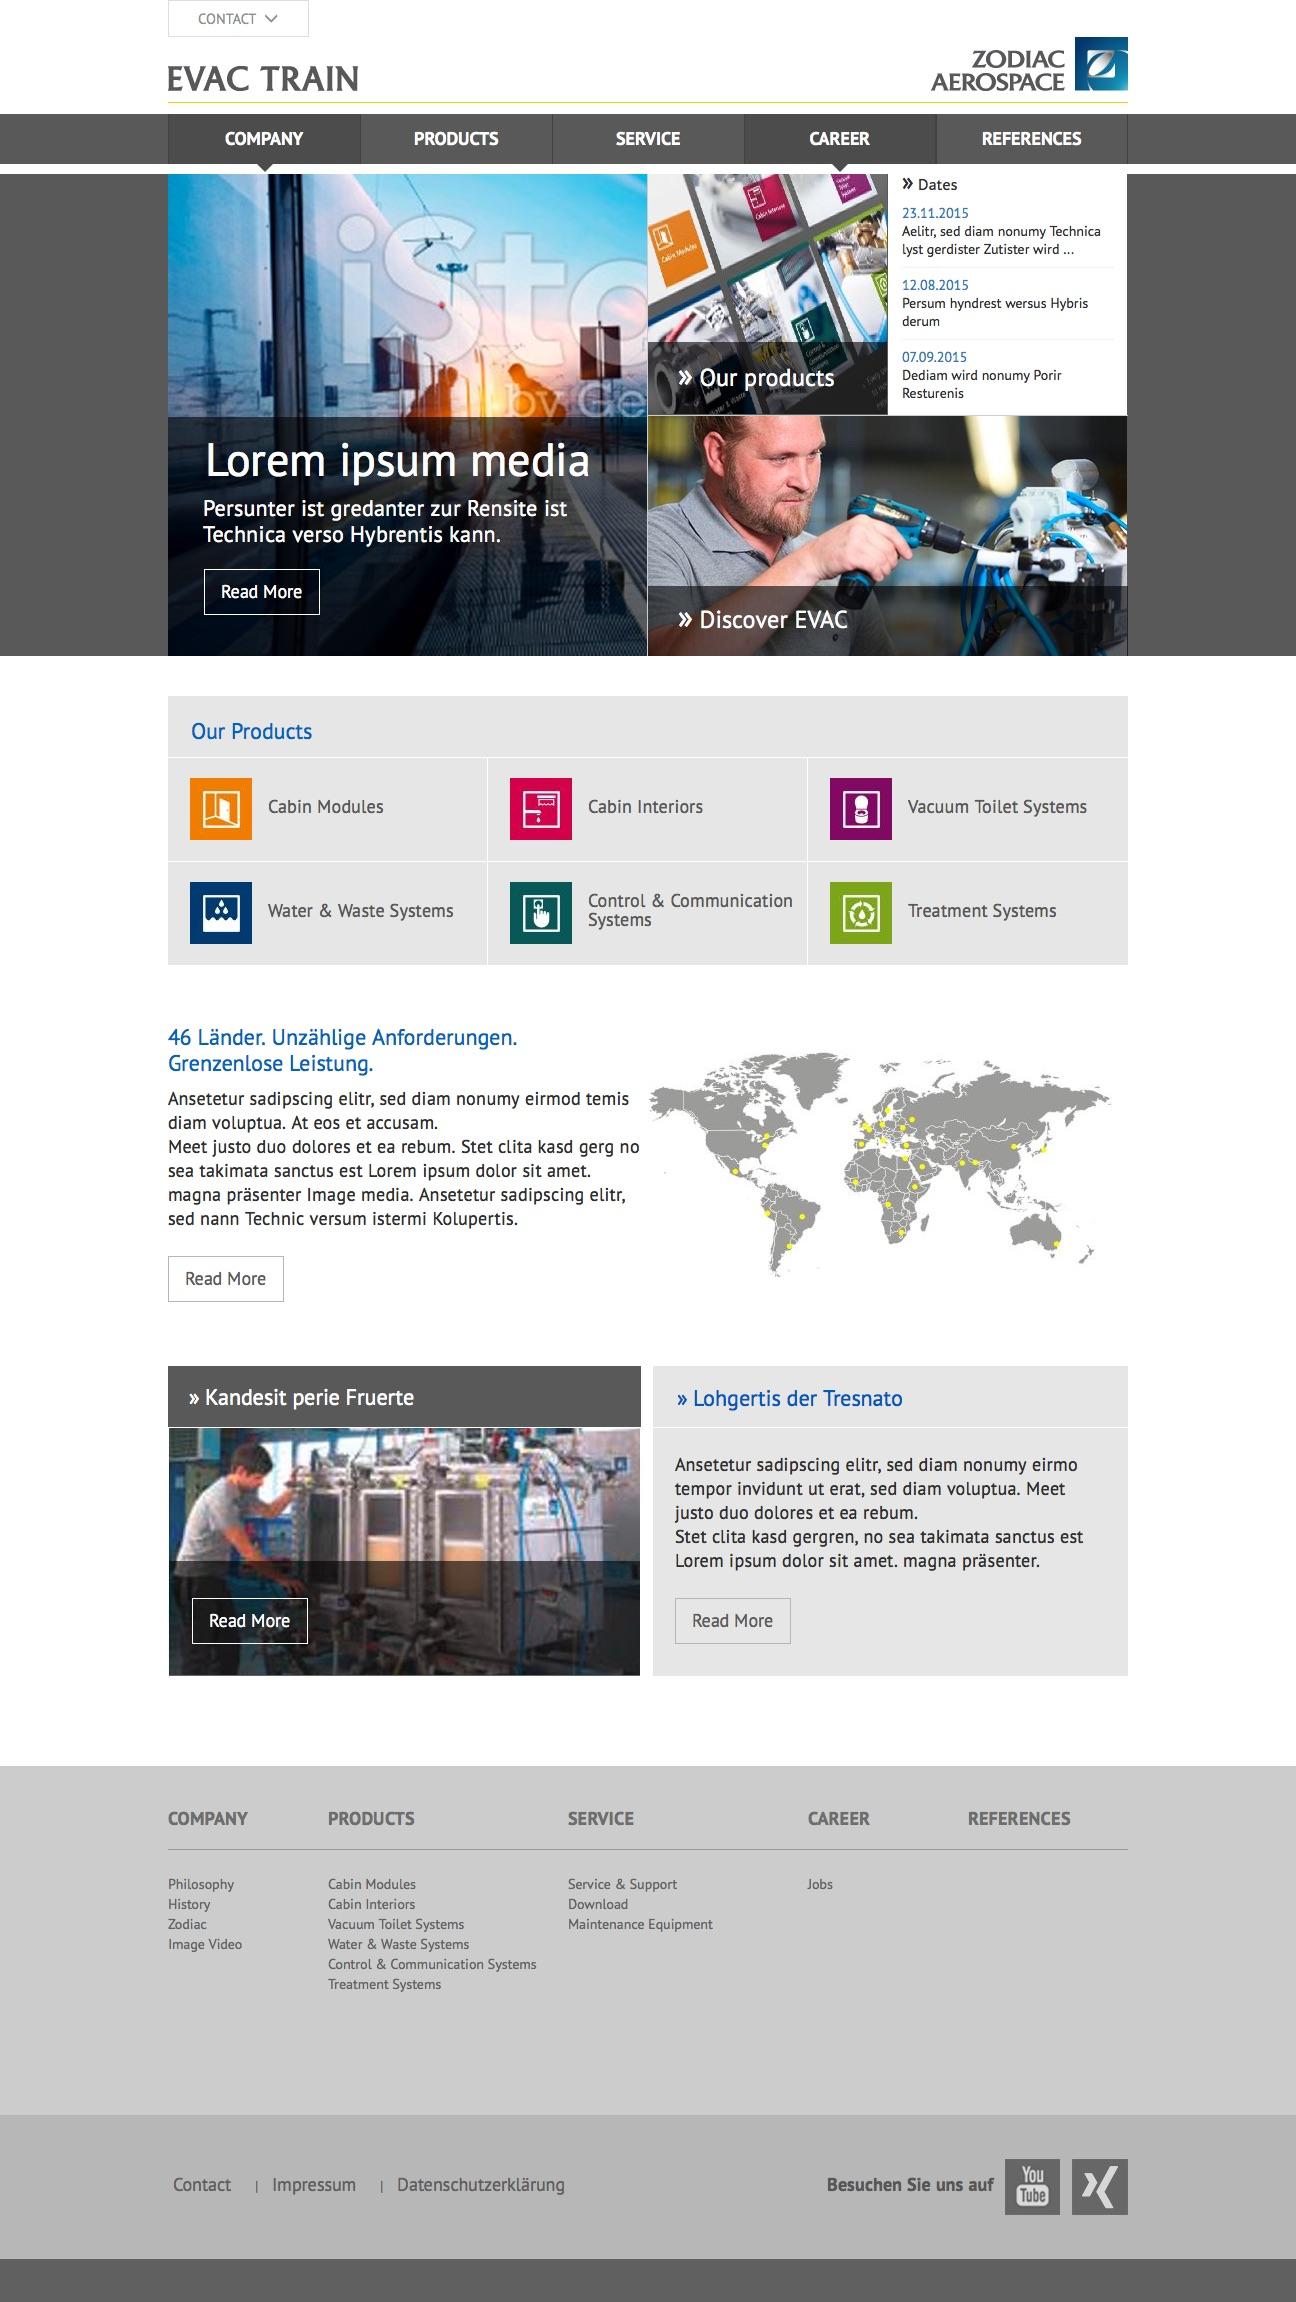 CONTACT
EVAC TRAIN
ZODIAC
AEROSPACE
COMPANY
PRODUCTS
SERVICE
CAREER
REFERENCES
iSto
by Ge
Lorem ipsum media
Persunter ist gredanter zur Rensite ist
Technica verso Hybrentis kann.
Read More
Cabin Modules
Cabin Interiors
» Our products
» Dates
23.11.2015
Aelitr, sed diam nonumy Technica
lyst gerdister Zutister wird ...
12.08.2015
Persum hyndrest wersus Hybris
derum
07.09.2015
Dediam wird nonumy Porir
Resturenis
» Discover EVAC
Our Products
Cabin Modules
Cabin Interiors
Vacuum Toilet Systems
Water & Waste Systems
Control & Communication
Systems
Treatment Systems
46 Länder. Unzählige Anforderungen.
Grenzenlose Leistung.
Ansetetur sadipscing elitr, sed diam nonumy eirmod temis
diam voluptua. At eos et accusam.
Meet justo duo dolores et ea rebum. Stet clita kasd gerg no
sea takimata sanctus est Lorem ipsum dolor sit amet.
magna präsenter Image media. Ansetetur sadipscing elitr,
sed nann Technic versum istermi Kolupertis.
Read More
» Kandesit perie Fruerte
Read More
» Lohgertis der Tresnato
Ansetetur sadipscing elitr, sed diam nonumy eirmo
tempor invidunt ut erat, sed diam voluptua. Meet
justo duo dolores et ea rebum.
Stet clita kasd gergren, no sea takimata sanctus est
Lorem ipsum dolor sit amet. magna präsenter.
Read More
COMPANY
Philosophy
History
Zodiac
Image Video
PRODUCTS
Cabin Modules
Cabin Interiors
Vacuum Toilet Systems
Water & Waste Systems
Control & Communication Systems
Treatment Systems
SERVICE
Service & Support
Download
Maintenance Equipment
CAREER
Jobs
REFERENCES
Contact | Impressum | Datenschutzerklärung
Besuchen Sie uns auf
You
Tube